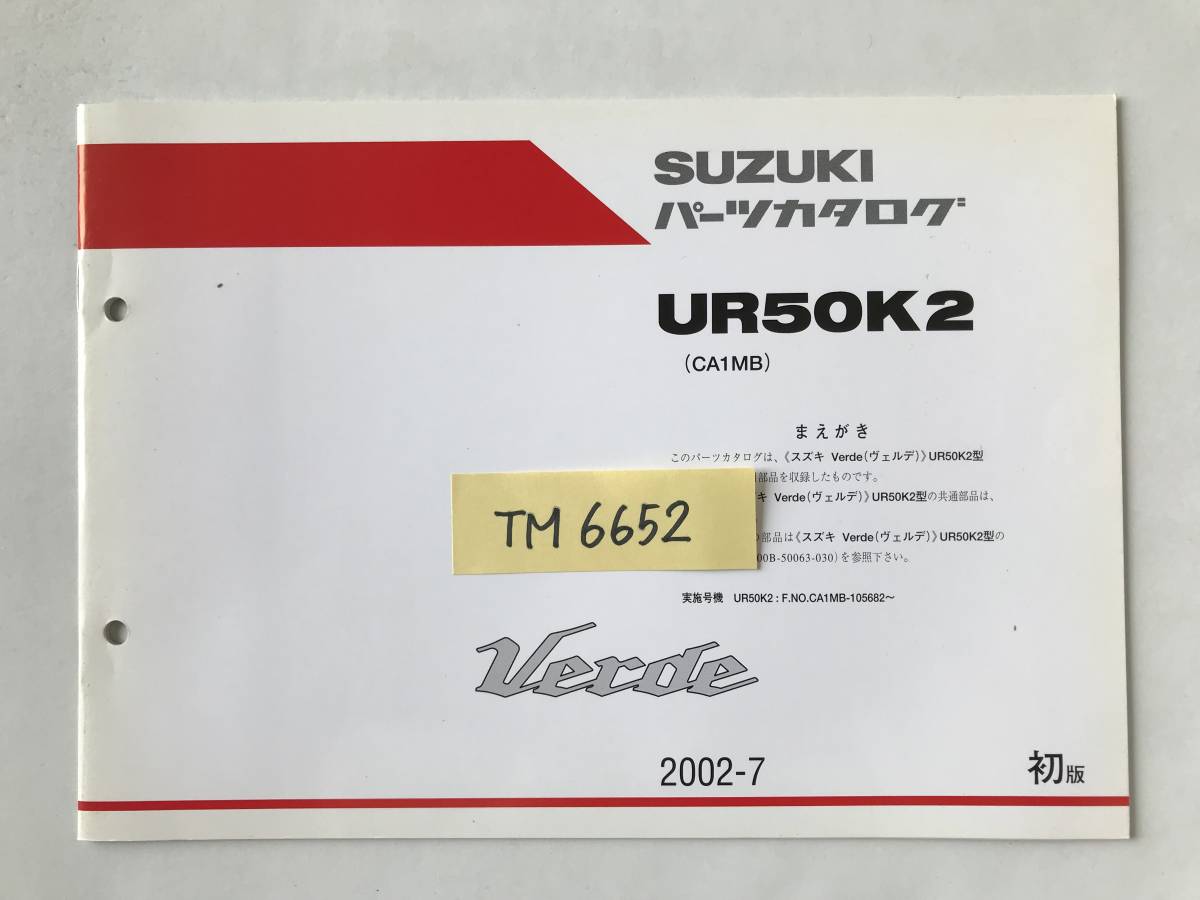 SUZUKI
パーツカタログ
UR50K2
(CA1MB)
まえがき
このパーツカタログは、《スズキ Verde(ヴェルデ)》UR50K2型
部品を収録したものです。
キ Verde(ヴェルデ)》UR50K2型の共通部品は、
部品は《スズキ Verde(ヴェルデ)》UR50K2型の
00B-50063-030)を参照下さい。
TM 6652
実施号機 UR50K2 : F.NO.CA1MB-105682～
Verde
2002-7
初版